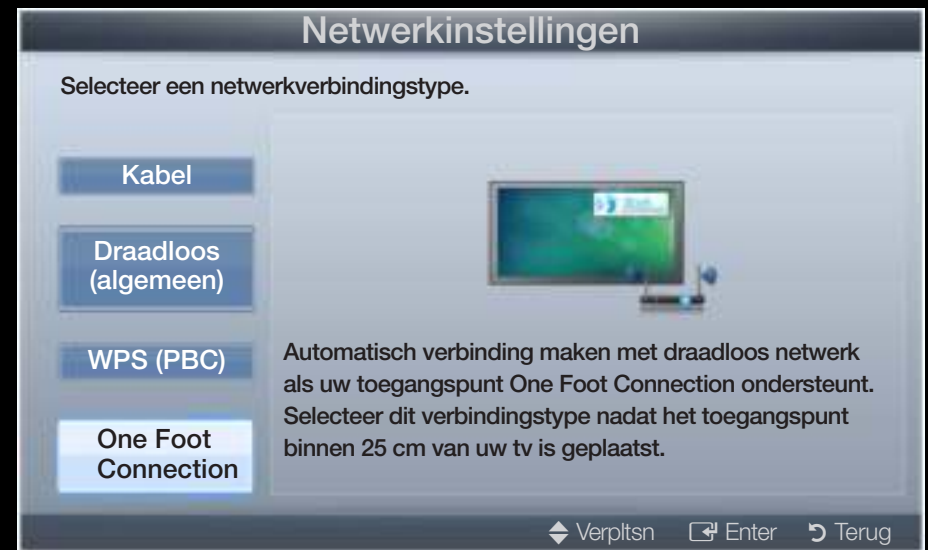 Netwerkinstellingen
Selecteer een netwerkverbindingstype.
Kabel
Draadloos
(algemeen)
WPS (PBC)
One Foot
Connection
Automatisch verbinding maken met draadloos netwerk
als uw toegangspunt One Foot Connection ondersteunt.
Selecteer dit verbindingstype nadat het toegangspunt
binnen 25 cm van uw tv is geplaatst.
Verpltsn Enter Terug